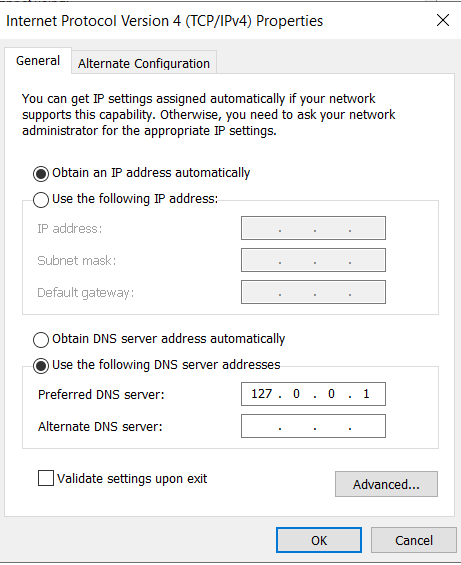 Internet Protocol Version 4 (TCP/IPv4) Properties
General
Alternate Configuration
You can get IP settings assigned automatically if your network
supports this capability. Otherwise, you need to ask your network
administrator for the appropriate IP settings.
Obtain an IP address automatically
Use the following IP address:
IP address:
. . .
Subnet mask:
. . .
Default gateway:
. . .
Obtain DNS server address automatically
Use the following DNS server addresses
Preferred DNS server:
127 . 0 . 0 . 1
Alternate DNS server:
. . .
Validate settings upon exit
Advanced...
OK
Cancel